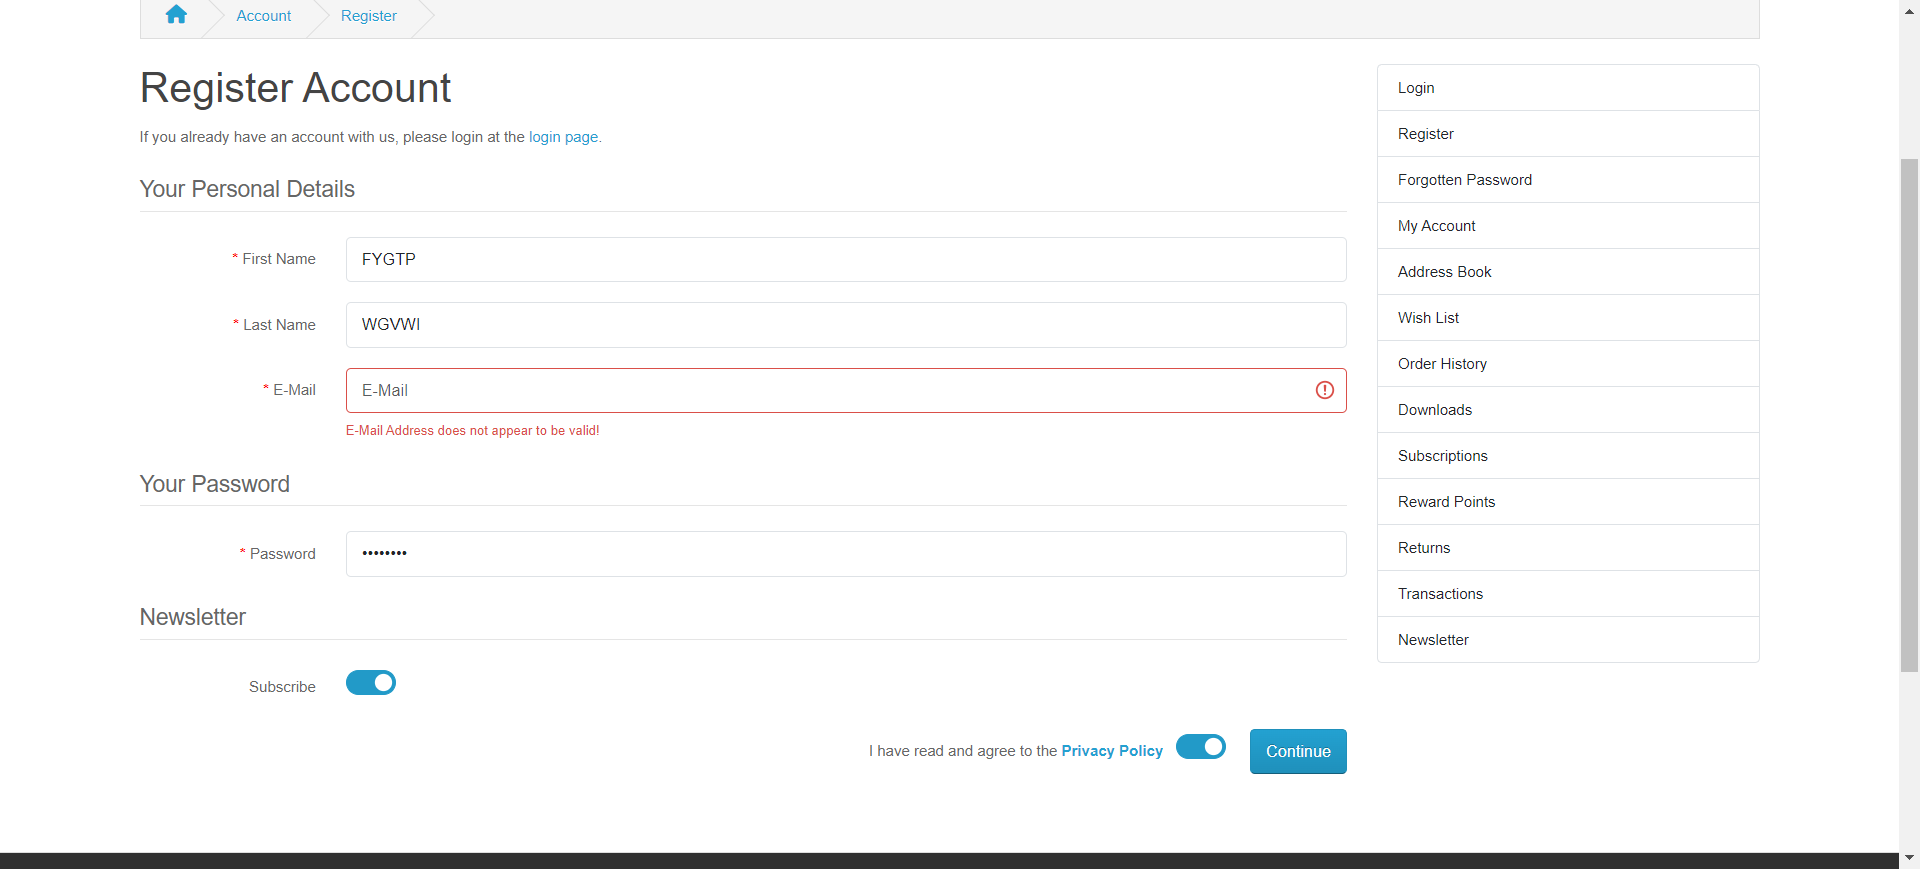 Account
Register
Register Account
If you already have an account with us, please login at the login page.
Your Personal Details
* First Name
FYGTP
* Last Name
WGVWI
* E-Mail
E-Mail
E-Mail Address does not appear to be valid!
Your Password
* Password
••••••••
Newsletter
Subscribe
I have read and agree to the Privacy Policy
Continue
Login
Register
Forgotten Password
My Account
Address Book
Wish List
Order History
Downloads
Subscriptions
Reward Points
Returns
Transactions
Newsletter